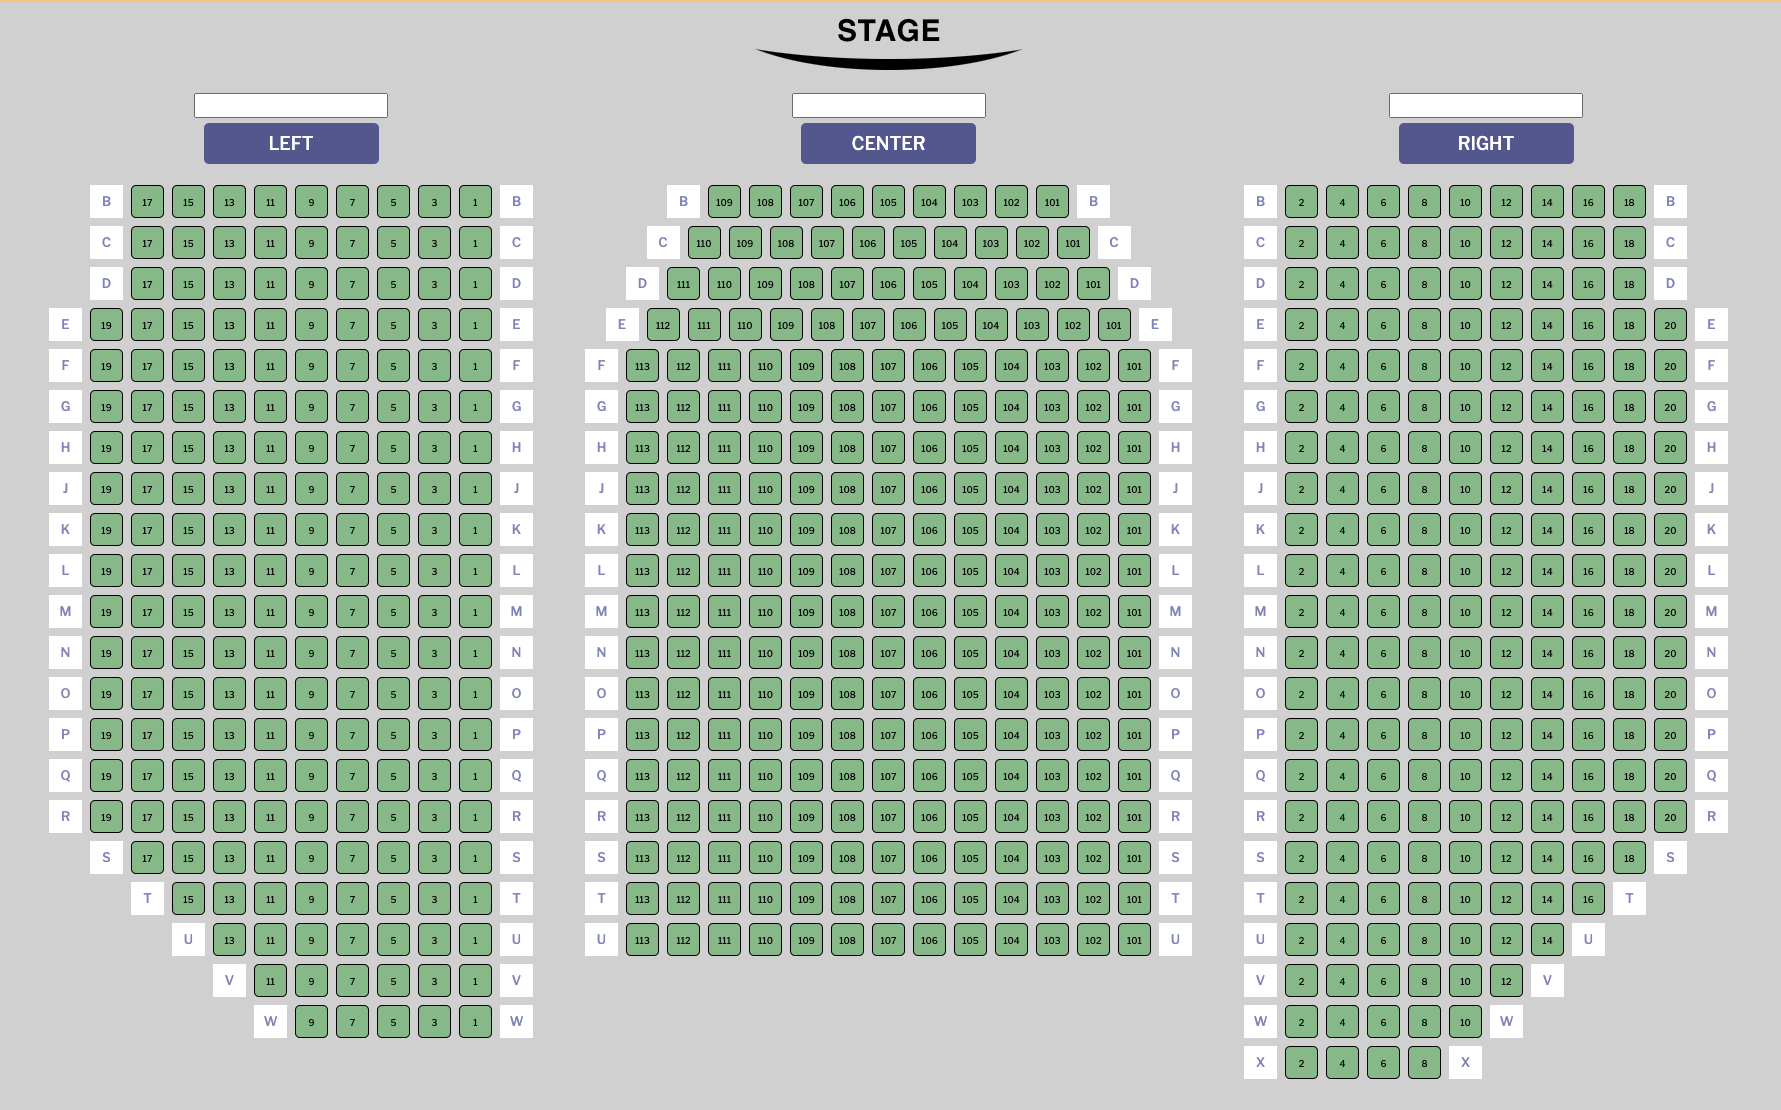 STAGE
LEFT CENTER RIGHT
B 17 15 13 11 9 7 5 3 1 B B 109 108 107 106 105 104 103 102 101 B B 2 4 6 8 10 12 14 16 18 B
C 17 15 13 11 9 7 5 3 1 C C 110 109 108 107 106 105 104 103 102 101 C C 2 4 6 8 10 12 14 16 18 C
D 17 15 13 11 9 7 5 3 1 D D 111 110 109 108 107 106 105 104 103 102 101 D D 2 4 6 8 10 12 14 16 18 D
E 19 17 15 13 11 9 7 5 3 1 E E 112 111 110 109 108 107 106 105 104 103 102 101 E E 2 4 6 8 10 12 14 16 18 20 E
F 19 17 15 13 11 9 7 5 3 1 F F 113 112 111 110 109 108 107 106 105 104 103 102 101 F F 2 4 6 8 10 12 14 16 18 20 F
G 19 17 15 13 11 9 7 5 3 1 G G 113 112 111 110 109 108 107 106 105 104 103 102 101 G G 2 4 6 8 10 12 14 16 18 20 G
H 19 17 15 13 11 9 7 5 3 1 H H 113 112 111 110 109 108 107 106 105 104 103 102 101 H H 2 4 6 8 10 12 14 16 18 20 H
J 19 17 15 13 11 9 7 5 3 1 J J 113 112 111 110 109 108 107 106 105 104 103 102 101 J J 2 4 6 8 10 12 14 16 18 20 J
K 19 17 15 13 11 9 7 5 3 1 K K 113 112 111 110 109 108 107 106 105 104 103 102 101 K K 2 4 6 8 10 12 14 16 18 20 K
L 19 17 15 13 11 9 7 5 3 1 L L 113 112 111 110 109 108 107 106 105 104 103 102 101 L L 2 4 6 8 10 12 14 16 18 20 L
M 19 17 15 13 11 9 7 5 3 1 M M 113 112 111 110 109 108 107 106 105 104 103 102 101 M M 2 4 6 8 10 12 14 16 18 20 M
N 19 17 15 13 11 9 7 5 3 1 N N 113 112 111 110 109 108 107 106 105 104 103 102 101 N N 2 4 6 8 10 12 14 16 18 20 N
O 19 17 15 13 11 9 7 5 3 1 O O 113 112 111 110 109 108 107 106 105 104 103 102 101 O O 2 4 6 8 10 12 14 16 18 20 O
P 19 17 15 13 11 9 7 5 3 1 P P 113 112 111 110 109 108 107 106 105 104 103 102 101 P P 2 4 6 8 10 12 14 16 18 20 P
Q 19 17 15 13 11 9 7 5 3 1 Q Q 113 112 111 110 109 108 107 106 105 104 103 102 101 Q Q 2 4 6 8 10 12 14 16 18 20 Q
R 19 17 15 13 11 9 7 5 3 1 R R 113 112 111 110 109 108 107 106 105 104 103 102 101 R R 2 4 6 8 10 12 14 16 18 20 R
S 17 15 13 11 9 7 5 3 1 S S 113 112 111 110 109 108 107 106 105 104 103 102 101 S S 2 4 6 8 10 12 14 16 18 S
T 15 13 11 9 7 5 3 1 T T 113 112 111 110 109 108 107 106 105 104 103 102 101 T T 2 4 6 8 10 12 14 16 T
U 13 11 9 7 5 3 1 U U 113 112 111 110 109 108 107 106 105 104 103 102 101 U U 2 4 6 8 10 12 14 U
V 11 9 7 5 3 1 V V 2 4 6 8 10 12 V
W 9 7 5 3 1 W W 2 4 6 8 10 W
X 2 4 6 8 X